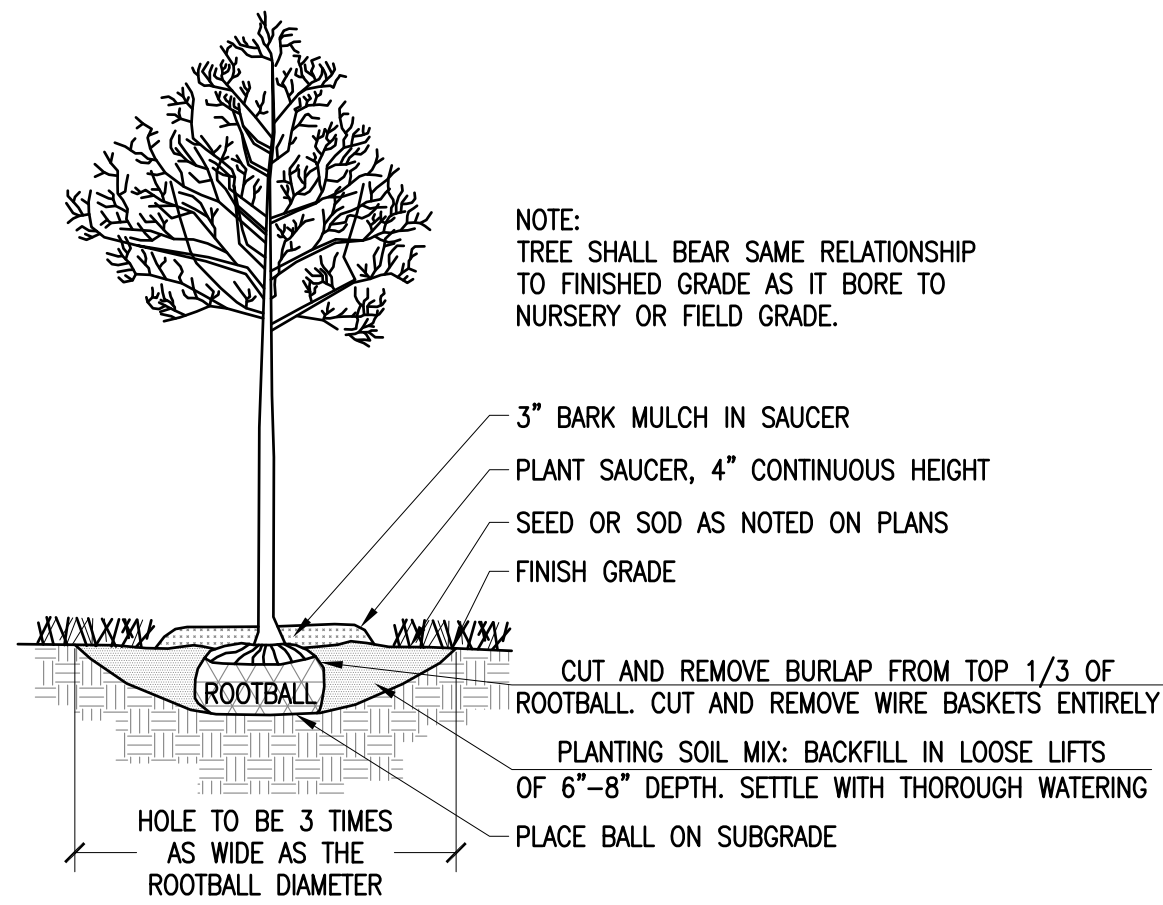 NOTE:
TREE SHALL BEAR SAME RELATIONSHIP
TO FINISHED GRADE AS IT BORE TO
NURSERY OR FIELD GRADE.
3" BARK MULCH IN SAUCER
PLANT SAUCER, 4" CONTINUOUS HEIGHT
SEED OR SOD AS NOTED ON PLANS
FINISH GRADE
CUT AND REMOVE BURLAP FROM TOP 1/3 OF
ROOTBALL. CUT AND REMOVE WIRE BASKETS ENTIRELY
ROOTBALL
PLANTING SOIL MIX: BACKFILL IN LOOSE LIFTS
OF 6"-8" DEPTH. SETTLE WITH THOROUGH WATERING
PLACE BALL ON SUBGRADE
HOLE TO BE 3 TIMES
AS WIDE AS THE
ROOTBALL DIAMETER